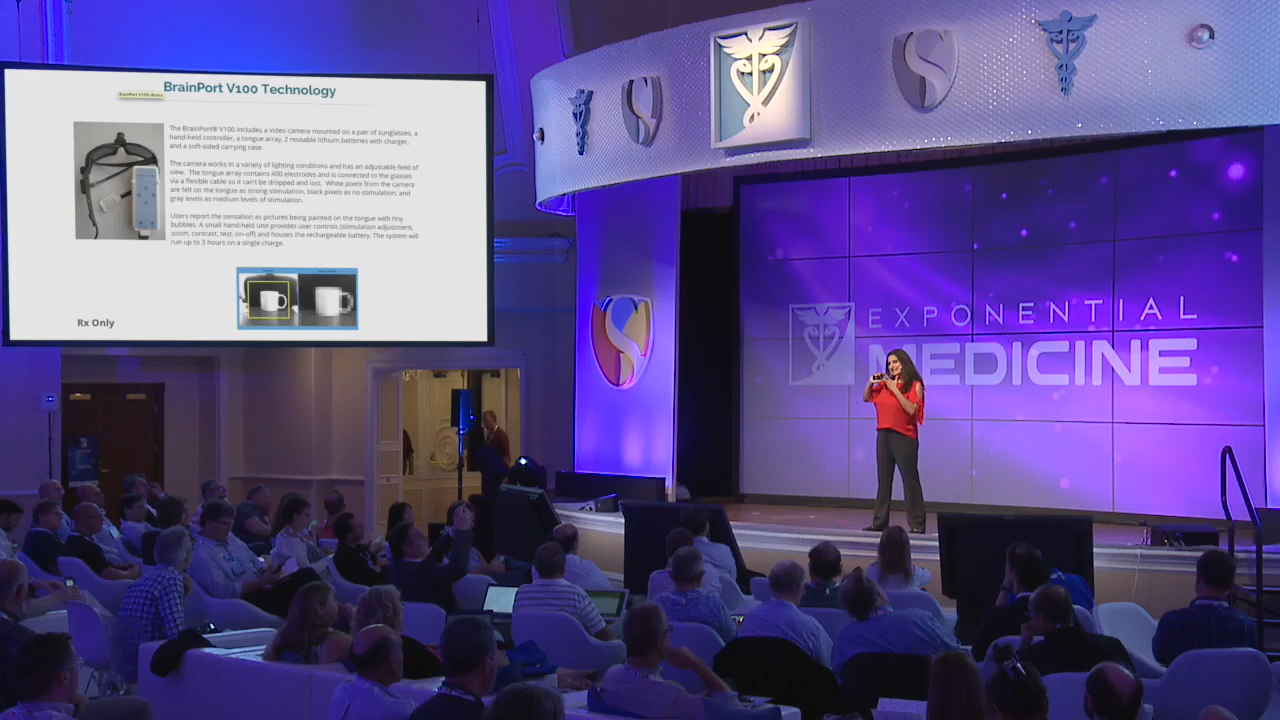 BrainPort V100 Technology
BrainPort V100 device
The BrainPort® V100 includes a video camera mounted on a pair of sunglasses, a
hand-held controller, a tongue array, 2 reusable lithium batteries with charger,
and a soft-sided carrying case.
The camera works in a variety of lighting conditions and has an adjustable field of
view. The tongue array contains 400 electrodes and is connected to the glasses
via a flexible cable so it can't be dropped and lost. White pixels from the camera
are felt on the tongue as strong stimulation, black pixels as no stimulation, and
gray levels as medium levels of stimulation.
Users report the sensation as pictures being painted on the tongue with tiny
bubbles. A small hand-held unit provides user controls (stimulation adjustment,
zoom, contrast, test, on-off) and houses the rechargeable battery. The system will
run up to 3 hours on a single charge.
Rx Only
EXPONENTIAL
MEDICINE